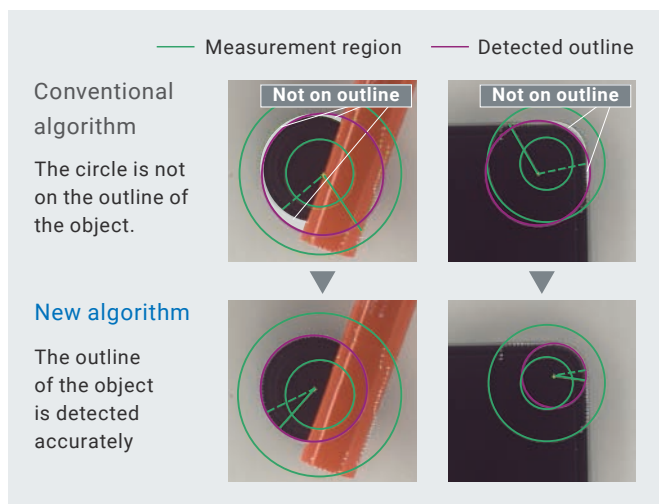 Measurement region
Detected outline
Conventional
algorithm
The circle is not
on the outline of
the object.
Not on outline
Not on outline
New algorithm
The outline
of the object
is detected
accurately